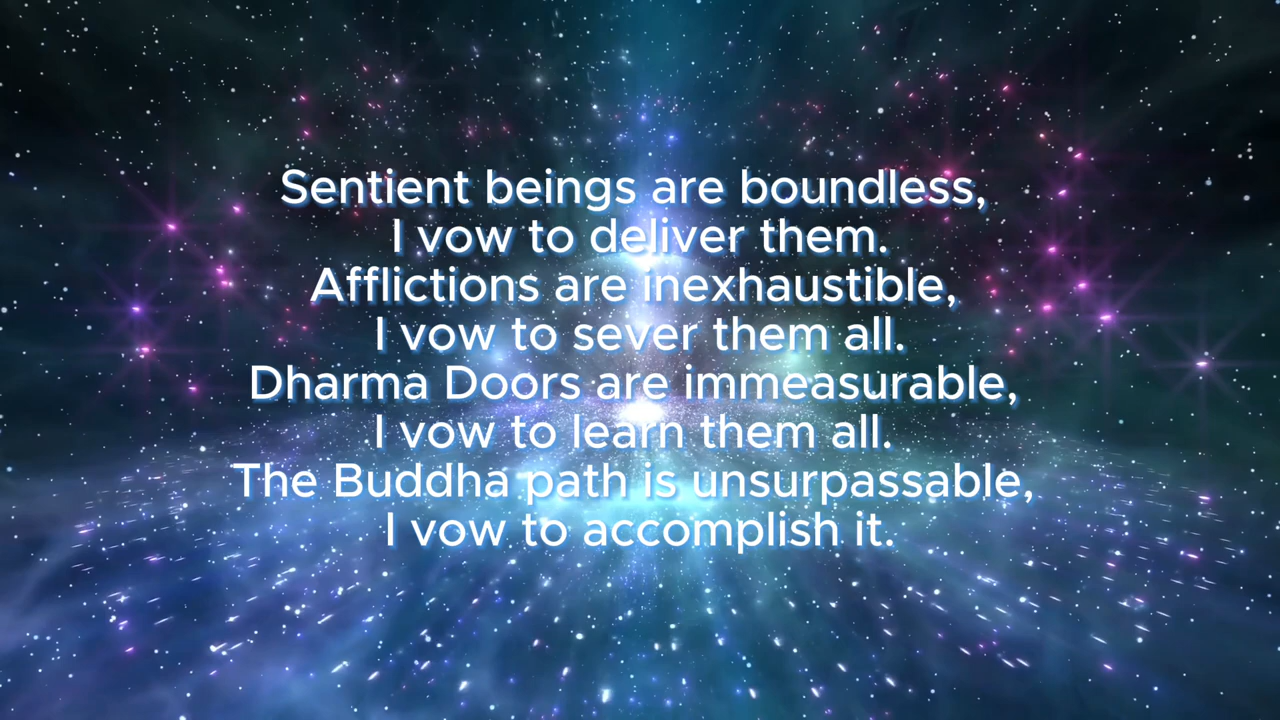 Sentient beings are boundless,
I vow to deliver them.
Afflictions are inexhaustible,
I vow to sever them all.
Dharma Doors are immeasurable,
I vow to learn them all.
The Buddha path is unsurpassable,
I vow to accomplish it.